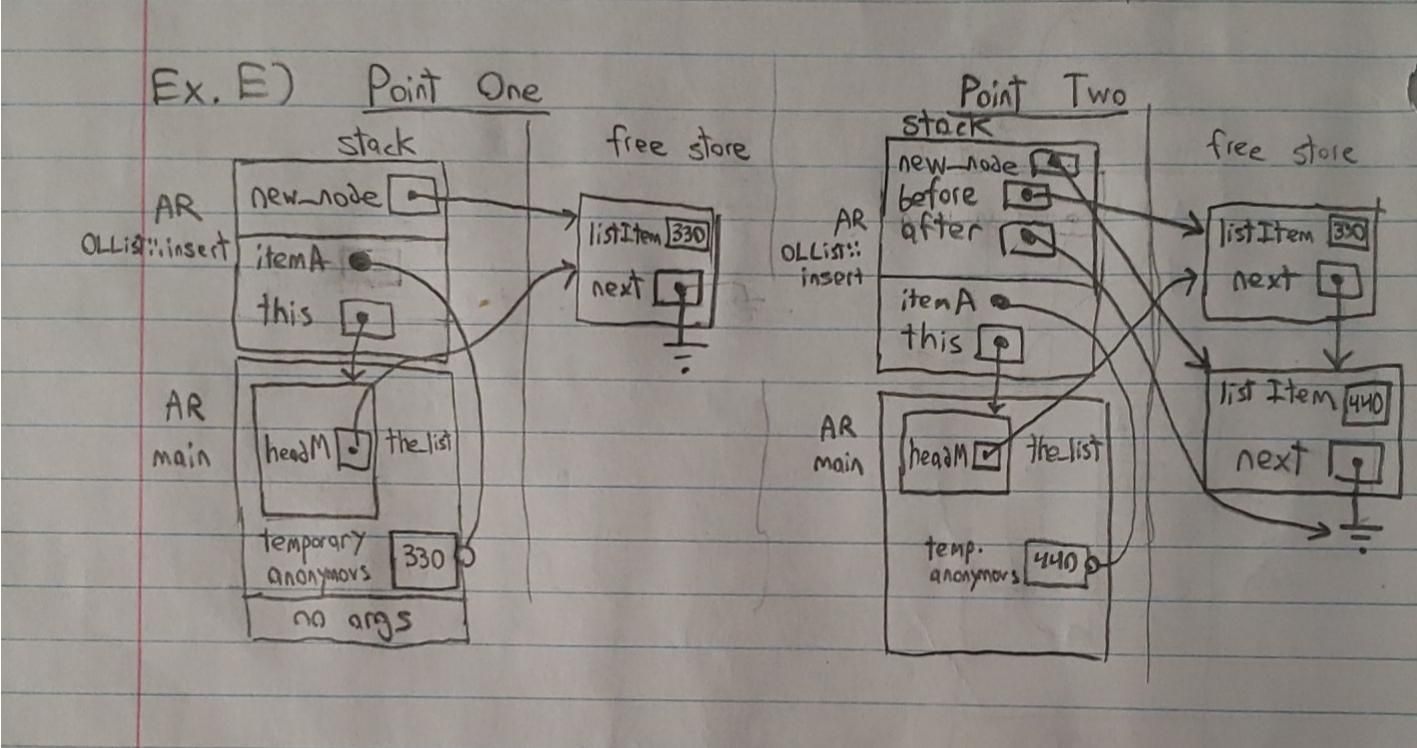 Ex. E) Point One
stack
free store
AR
OLList::insert
new_node
itemA
this
listItem 330
next
AR
main
headM
the_list
temporary
anonymous
330
no args
Point Two
stack
free store
AR
OLList::
insert
new_node
before
after
itemA
this
listItem 330
next
list Item 440
next
AR
main
headM
the_list
temp.
anonymous
440